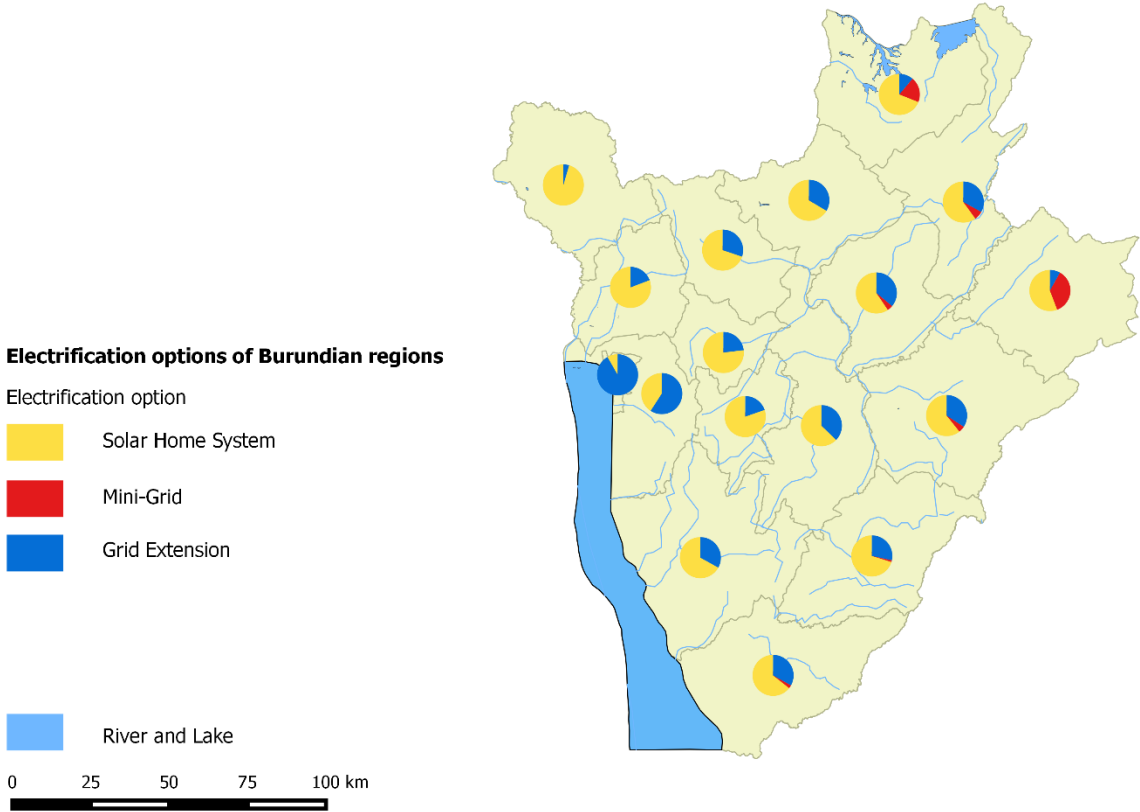 Electrification options of Burundian regions
Electrification option
Solar Home System
Mini-Grid
Grid Extension
River and Lake
0 25 50 75 100 km